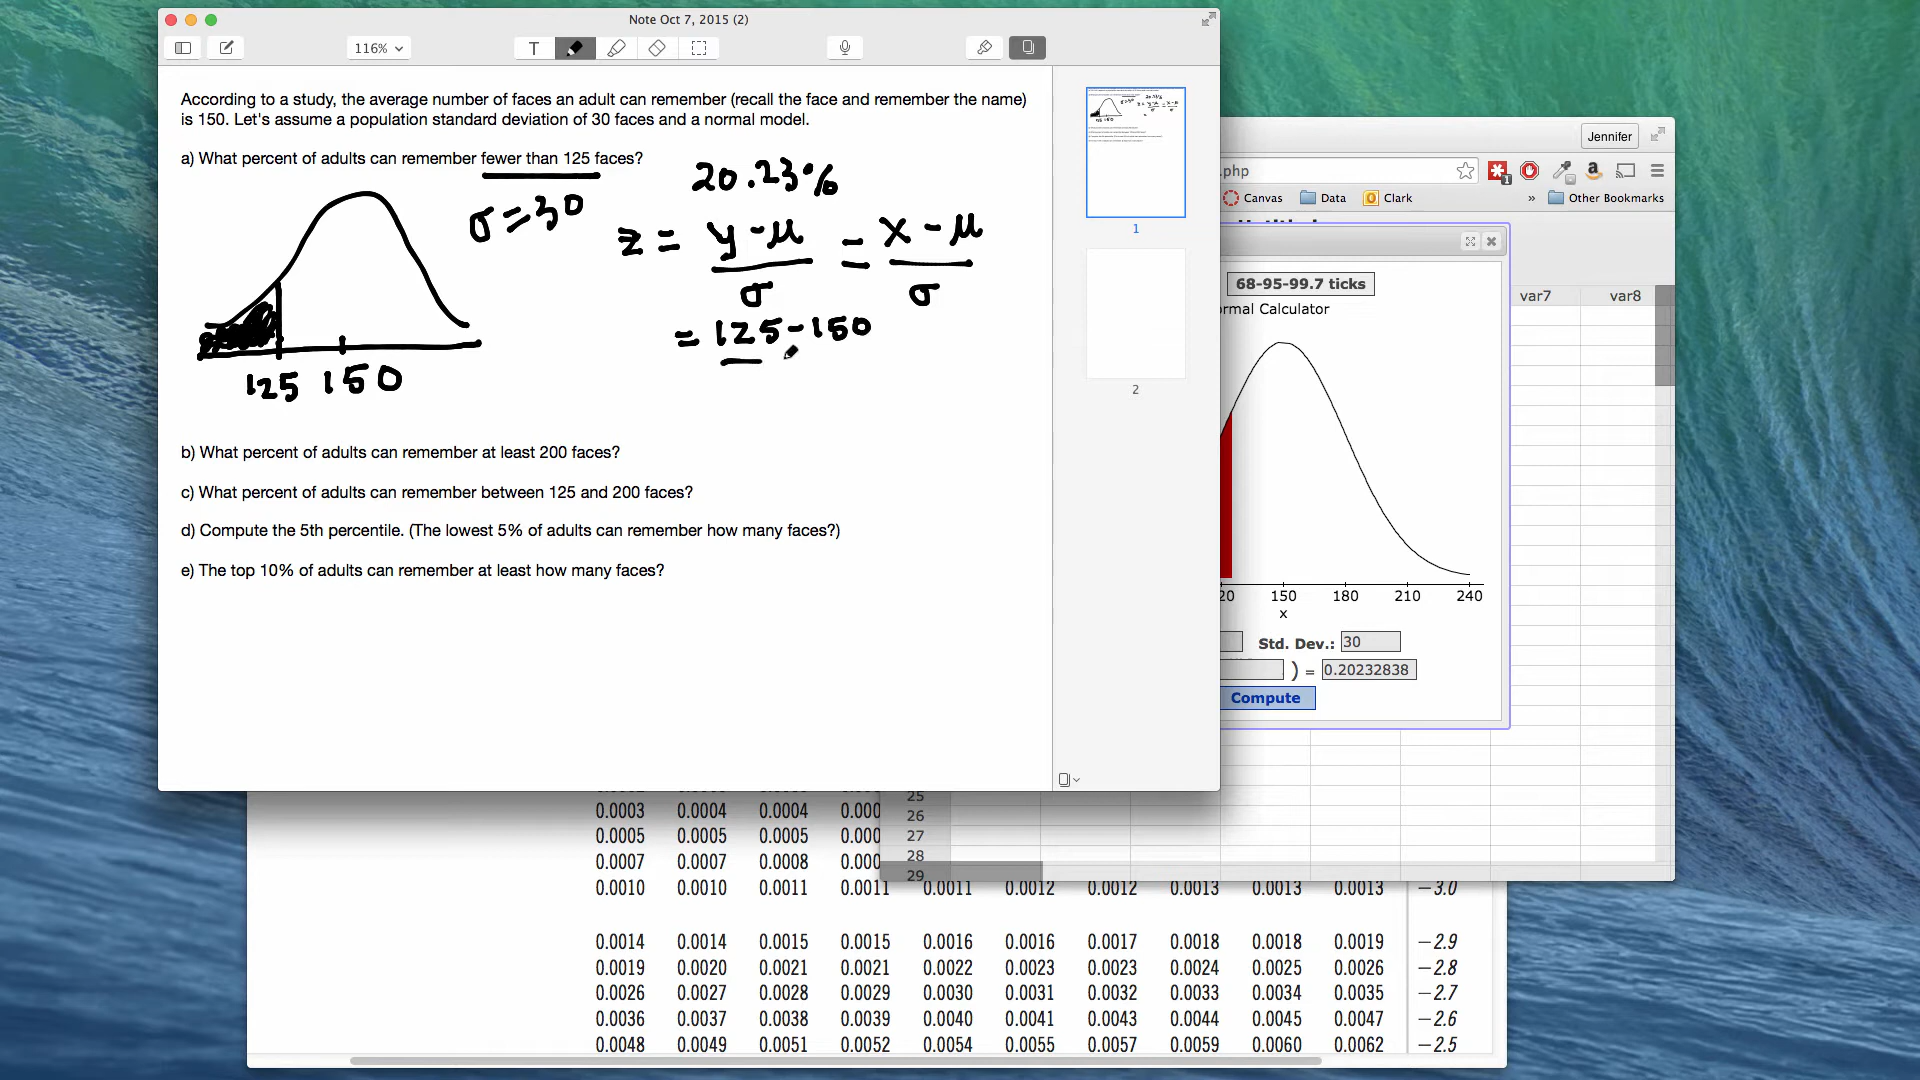 Note Oct 7, 2015 (2)
116%
T
According to a study, the average number of faces an adult can remember (recall the face and remember the name)
is 150. Let's assume a population standard deviation of 30 faces and a normal model.
a) What percent of adults can remember fewer than 125 faces?
20.23%
σ = 30
z = y - μ / σ = x - μ / σ
= 125 - 150
125 150
b) What percent of adults can remember at least 200 faces?
c) What percent of adults can remember between 125 and 200 faces?
d) Compute the 5th percentile. (The lowest 5% of adults can remember how many faces?)
e) The top 10% of adults can remember at least how many faces?
1
2
Jennifer
.php
1
Canvas Data Clark » Other Bookmarks
68-95-99.7 ticks
var7 var8
rmal Calculator
20 150 180 210 240
x
Std. Dev.: 30
) = 0.20232838
Compute
25
26
27
28
29
0.0003 0.0004 0.0004 0.000
0.0005 0.0005 0.0005 0.000
0.0007 0.0007 0.0008 0.000
0.0010 0.0010 0.0011 0.0011 0.0011 0.0012 0.0012 0.0013 0.0013 0.0013 −3.0
0.0014 0.0014 0.0015 0.0015 0.0016 0.0016 0.0017 0.0018 0.0018 0.0019 −2.9
0.0019 0.0020 0.0021 0.0021 0.0022 0.0023 0.0023 0.0024 0.0025 0.0026 −2.8
0.0026 0.0027 0.0028 0.0029 0.0030 0.0031 0.0032 0.0033 0.0034 0.0035 −2.7
0.0036 0.0037 0.0038 0.0039 0.0040 0.0041 0.0043 0.0044 0.0045 0.0047 −2.6
0.0048 0.0049 0.0051 0.0052 0.0054 0.0055 0.0057 0.0059 0.0060 0.0062 −2.5